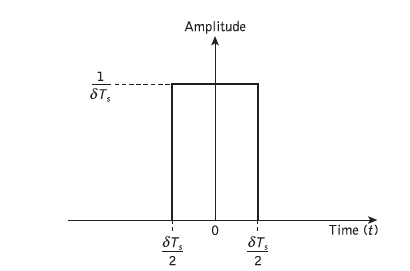 Amplitude
1
δTₛ
0
Time (t)
δTₛ
2
δTₛ
2